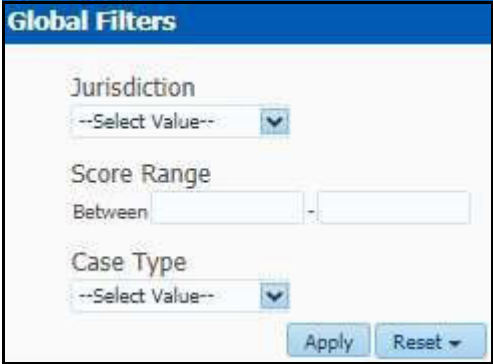 Global Filters
Jurisdiction
--Select Value--
Score Range
Between -
Case Type
--Select Value--
Apply Reset